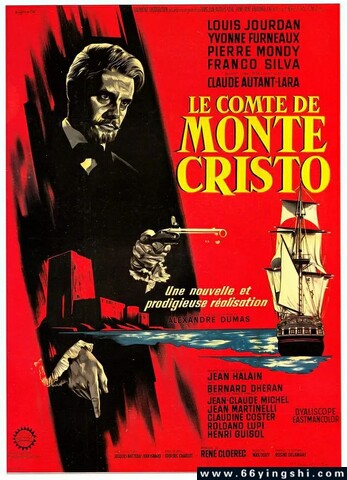 LOUIS JOURDAN
YVONNE FURNEAUX
PIERRE MONDY
FRANCO SILVA
CLAUDE AUTANT-LARA
LE COMTE DE
MONTE
CRISTO
Une nouvelle et
prodigieuse réalisation
ALEXANDRE DUMAS
JEAN HALAIN
BERNARD DHERAN
JEAN-CLAUDE MICHEL
JEAN MARTINELLI
CLAUDINE COSTER
ROLDANO LUPI
HENRI GUISOL
DYALISCOPE
EASTMANCOLOR
RENÉ CLOEREC
www.66yingshi.com